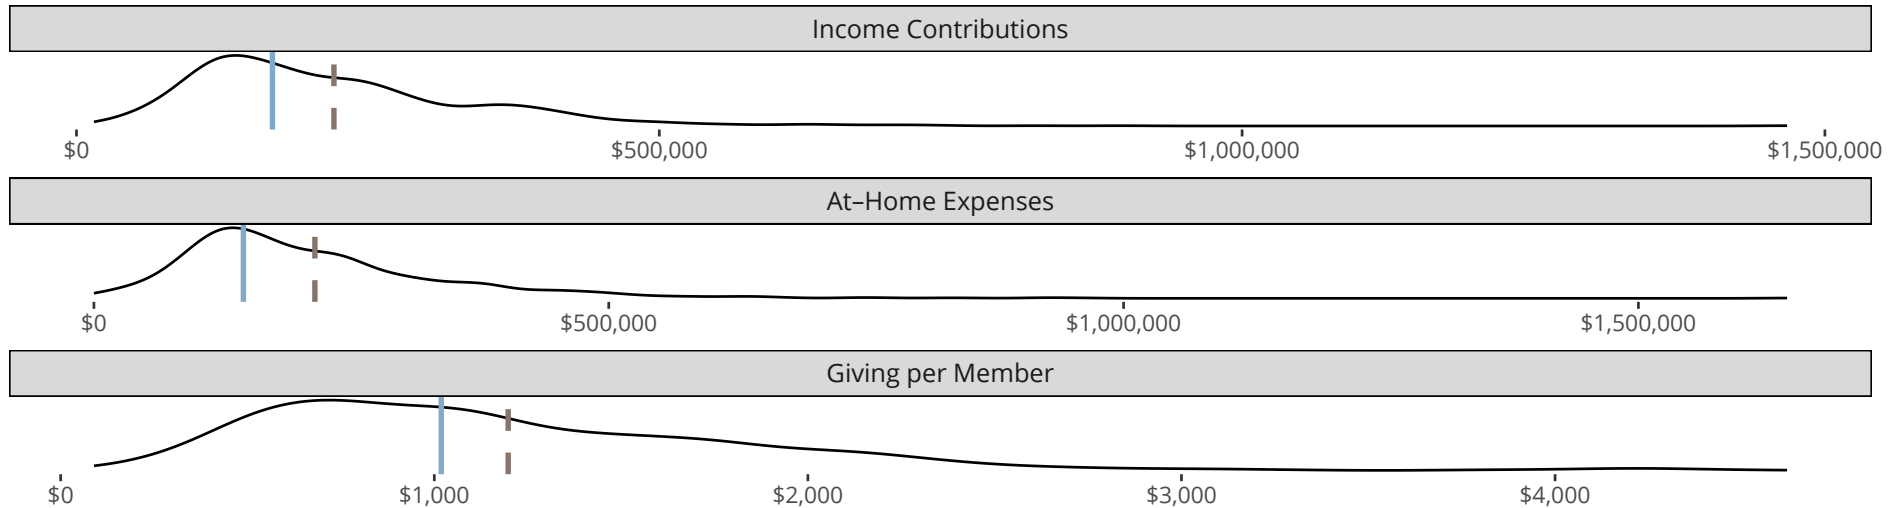 Income Contributions
$0 $500,000 $1,000,000 $1,500,000
At–Home Expenses
$0 $500,000 $1,000,000 $1,500,000
Giving per Member
$0 $1,000 $2,000 $3,000 $4,000